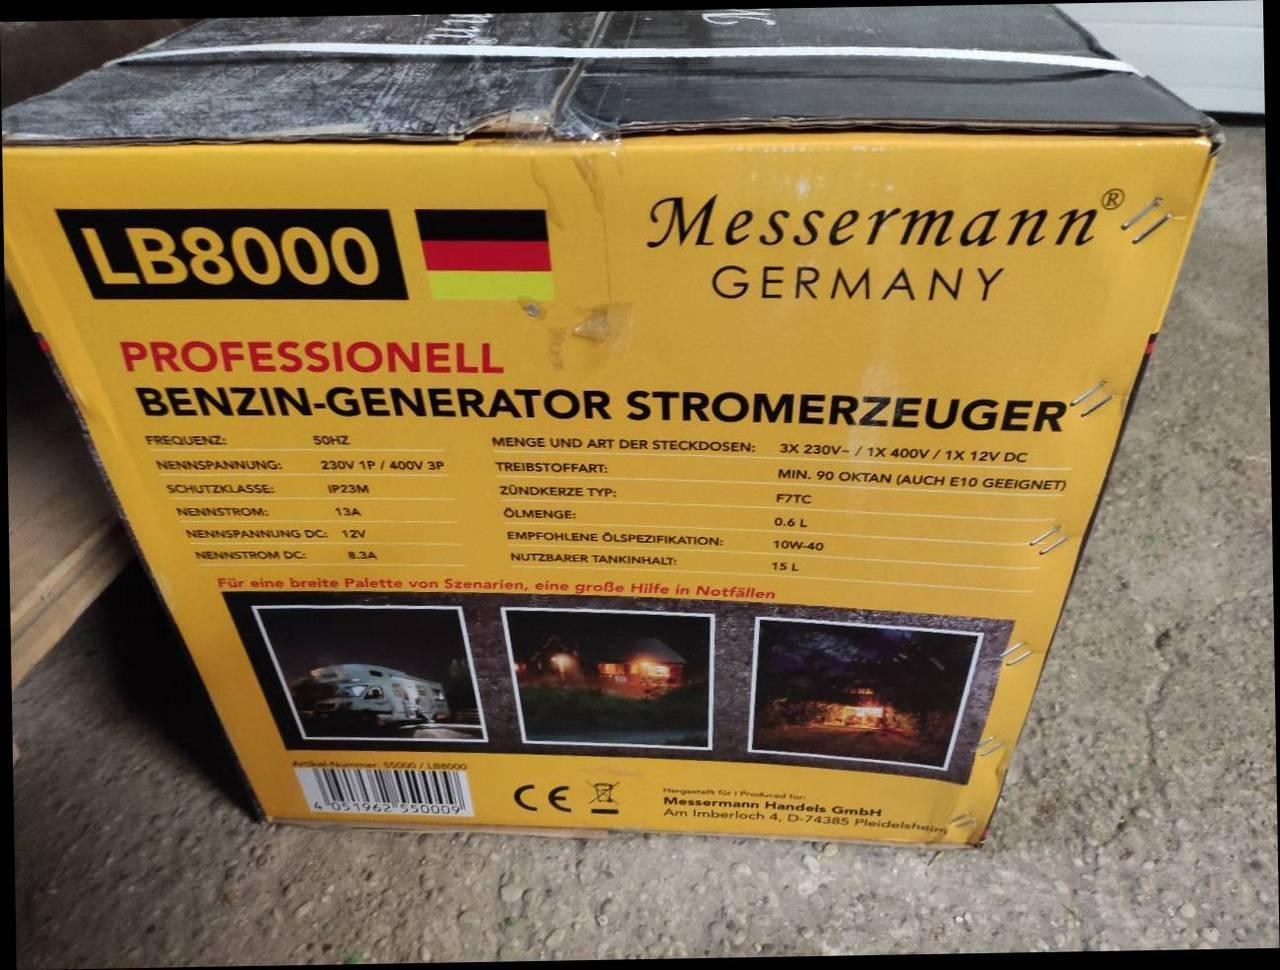 LB8000
Messermann®
GERMANY
PROFESSIONELL
BENZIN-GENERATOR STROMERZEUGER
FREQUENZ: 50HZ
NENNSPANNUNG: 230V 1P / 400V 3P
SCHUTZKLASSE: IP23M
NENNSTROM: 13A
NENNSPANNUNG DC: 12V
NENNSTROM DC: 8.3A
MENGE UND ART DER STECKDOSEN: 3X 230V~ / 1X 400V / 1X 12V DC
TREIBSTOFFART: MIN. 90 OKTAN (AUCH E10 GEEIGNET)
ZÜNDKERZE TYP: F7TC
ÖLMENGE: 0.6 L
EMPFOHLENE ÖLSPEZIFIKATION: 10W-40
NUTZBARER TANKINHALT: 15 L
Für eine breite Palette von Szenarien, eine große Hilfe in Notfällen
Artikel-Nummer: 55000 / LB8000
4 051962 550009
CE
Hergestellt für I Produced for:
Messermann Handels GmbH
Am Imberloch 4, D-74385 Pleidelsheim